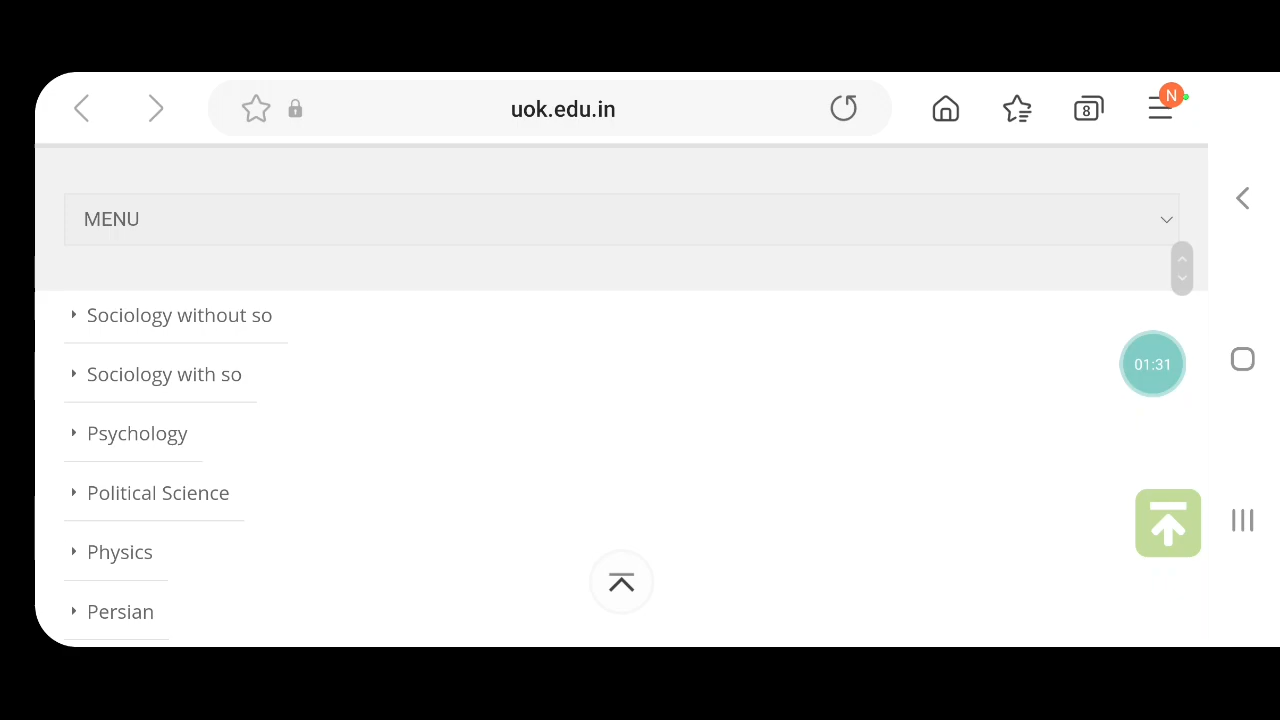 uok.edu.in
8
N
MENU
Sociology without so
Sociology with so
01:31
Psychology
Political Science
Physics
Persian